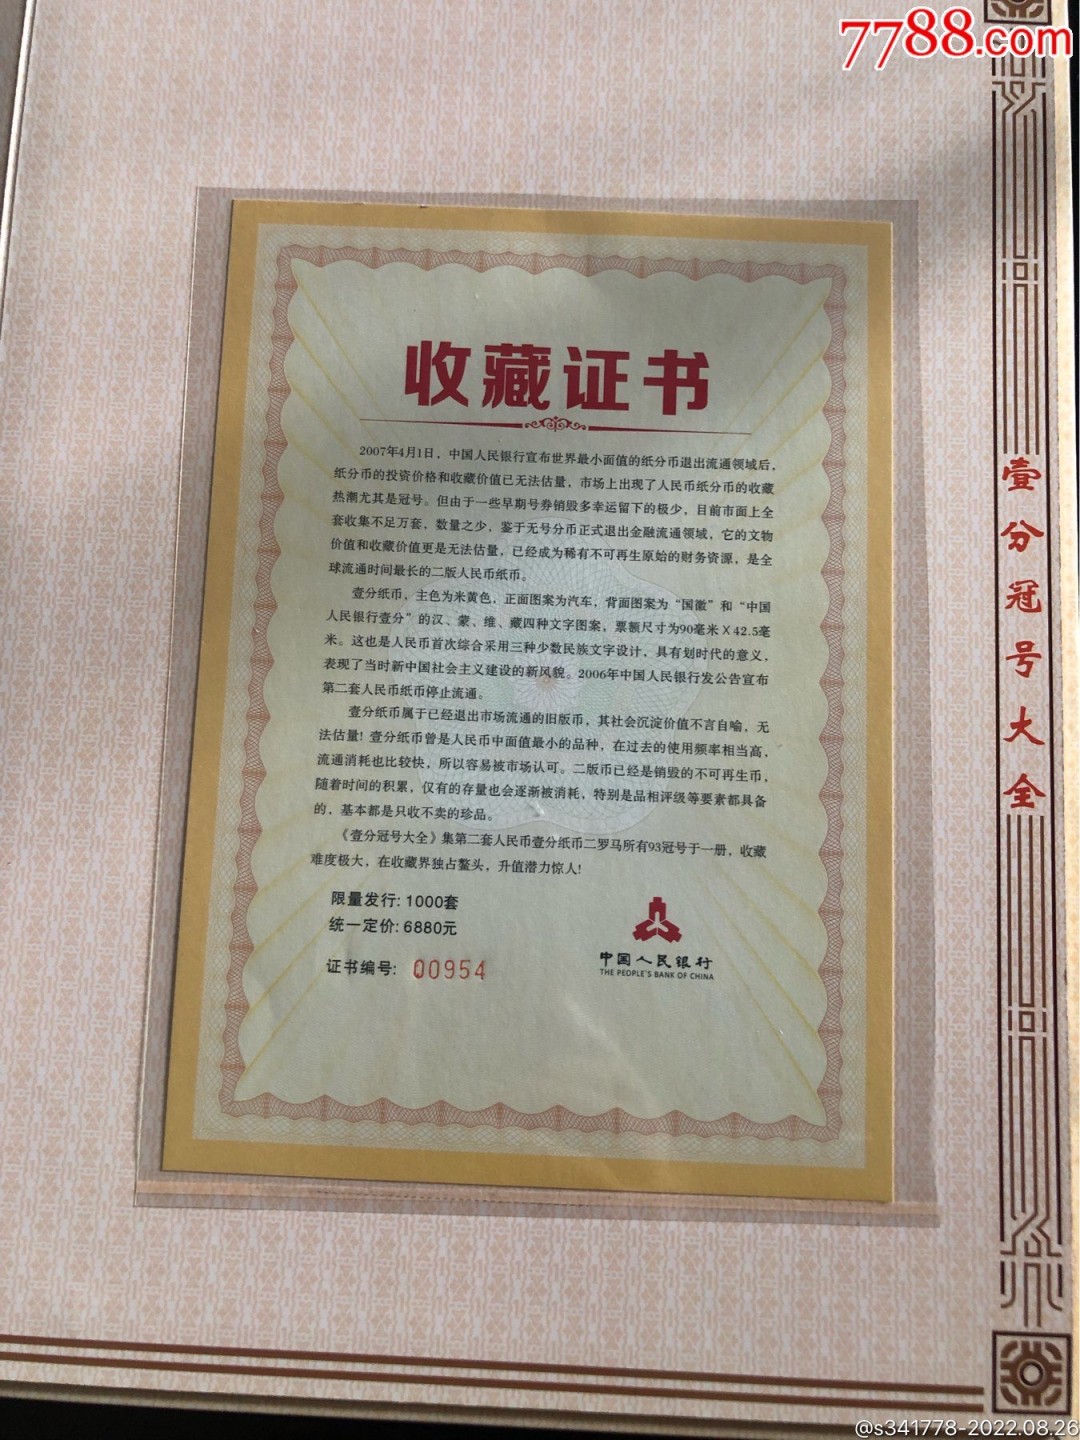 7788.com
收藏证书
2007年4月1日，中国人民银行宣布世界最小面值的纸分币退出流通领域后，
纸分币的投资价格和收藏价值已无法估量，市场上出现了人民币纸分币的收藏
热潮尤其是冠号。但由于一些早期号券销毁多幸运留下的极少，目前市面上全
套收集不足万套，数量之少，鉴于无号分币正式退出金融流通领域，它的文物
价值和收藏价值更是无法估量，已经成为稀有不可再生原始的财务资源，是全
球流通时间最长的二版人民币纸币。
壹分纸币，主色为米黄色，正面图案为汽车，背面图案为“国徽”和“中国
人民银行壹分”的汉、蒙、维、藏四种文字图案，票额尺寸为90毫米×42.5毫
米。这也是人民币首次综合采用三种少数民族文字设计，具有划时代的意义，
表现了当时新中国社会主义建设的新风貌。2006年中国人民银行发公告宣布
第二套人民币纸币停止流通。
壹分纸币属于已经退出市场流通的旧版币，其社会沉淀价值不言自喻，无
法估量！壹分纸币曾是人民币中面值最小的品种，在过去的使用频率相当高，
流通消耗也比较快，所以容易被市场认可。二版币已经是销毁的不可再生币，
随着时间的积累，仅有的存量也会逐渐被消耗，特别是品相评级等要素都具备
的，基本都是只收不卖的珍品。
《壹分冠号大全》集第二套人民币壹分纸币二罗马所有93冠号于一册，收藏
难度极大，在收藏界独占鳌头，升值潜力惊人！
限量发行：1000套
统一定价：6880元
证书编号：00954
中国人民银行
THE PEOPLE'S BANK OF CHINA
壹分冠号大全
@s341778-2022.08.26